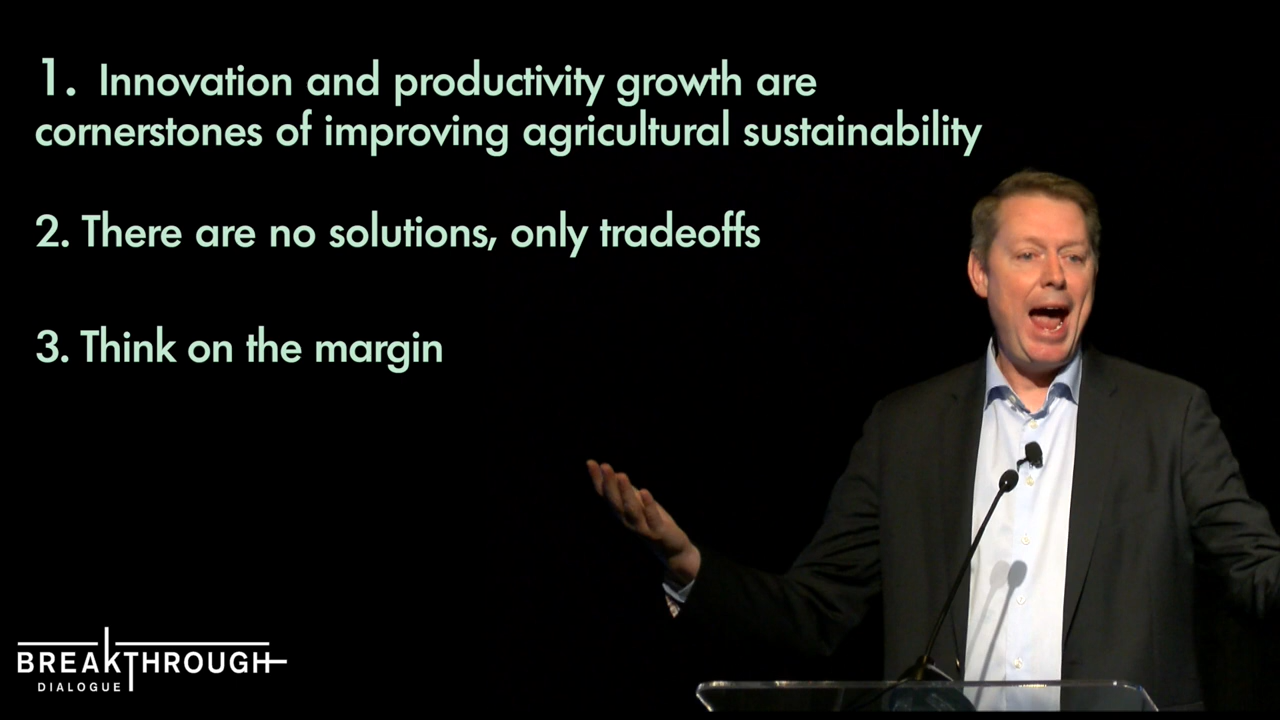 1. Innovation and productivity growth are
cornerstones of improving agricultural sustainability
2. There are no solutions, only tradeoffs
3. Think on the margin
BREAKTHROUGH
DIALOGUE